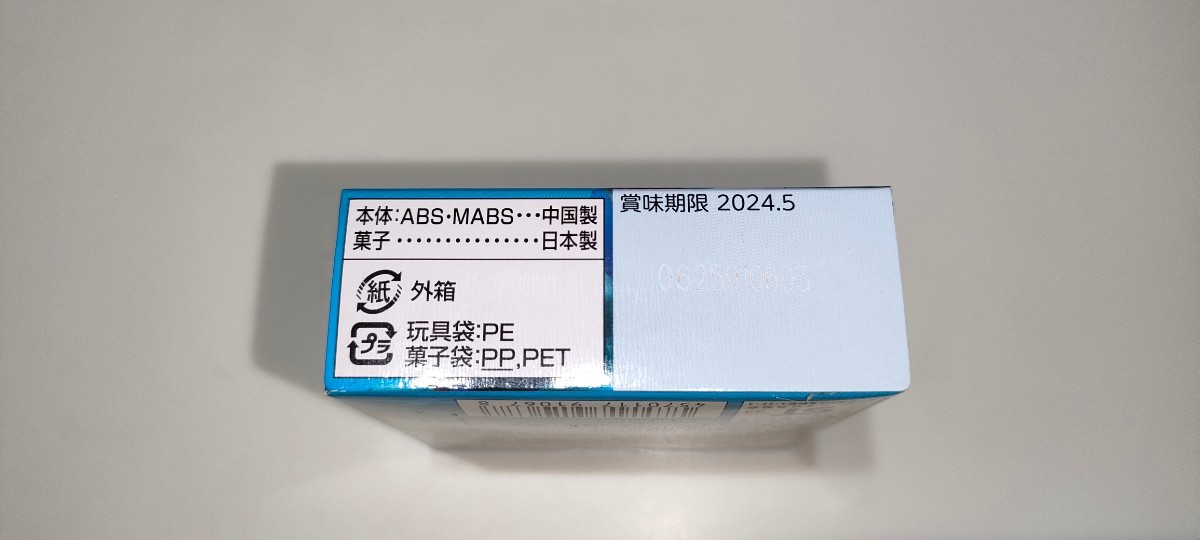 本体:ABS・MABS・・・中国製
菓子・・・・・・・・・・・・・・・日本製
紙 外箱
プラ 玩具袋:PE
菓子袋:PP,PET
賞味期限 2024.5